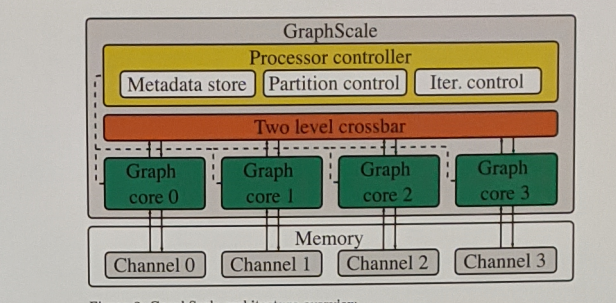 GraphScale
Processor controller
Metadata store Partition control Iter. control
Two level crossbar
Graph core 0
Graph core 1
Graph core 2
Graph core 3
Memory
Channel 0 Channel 1 Channel 2 Channel 3